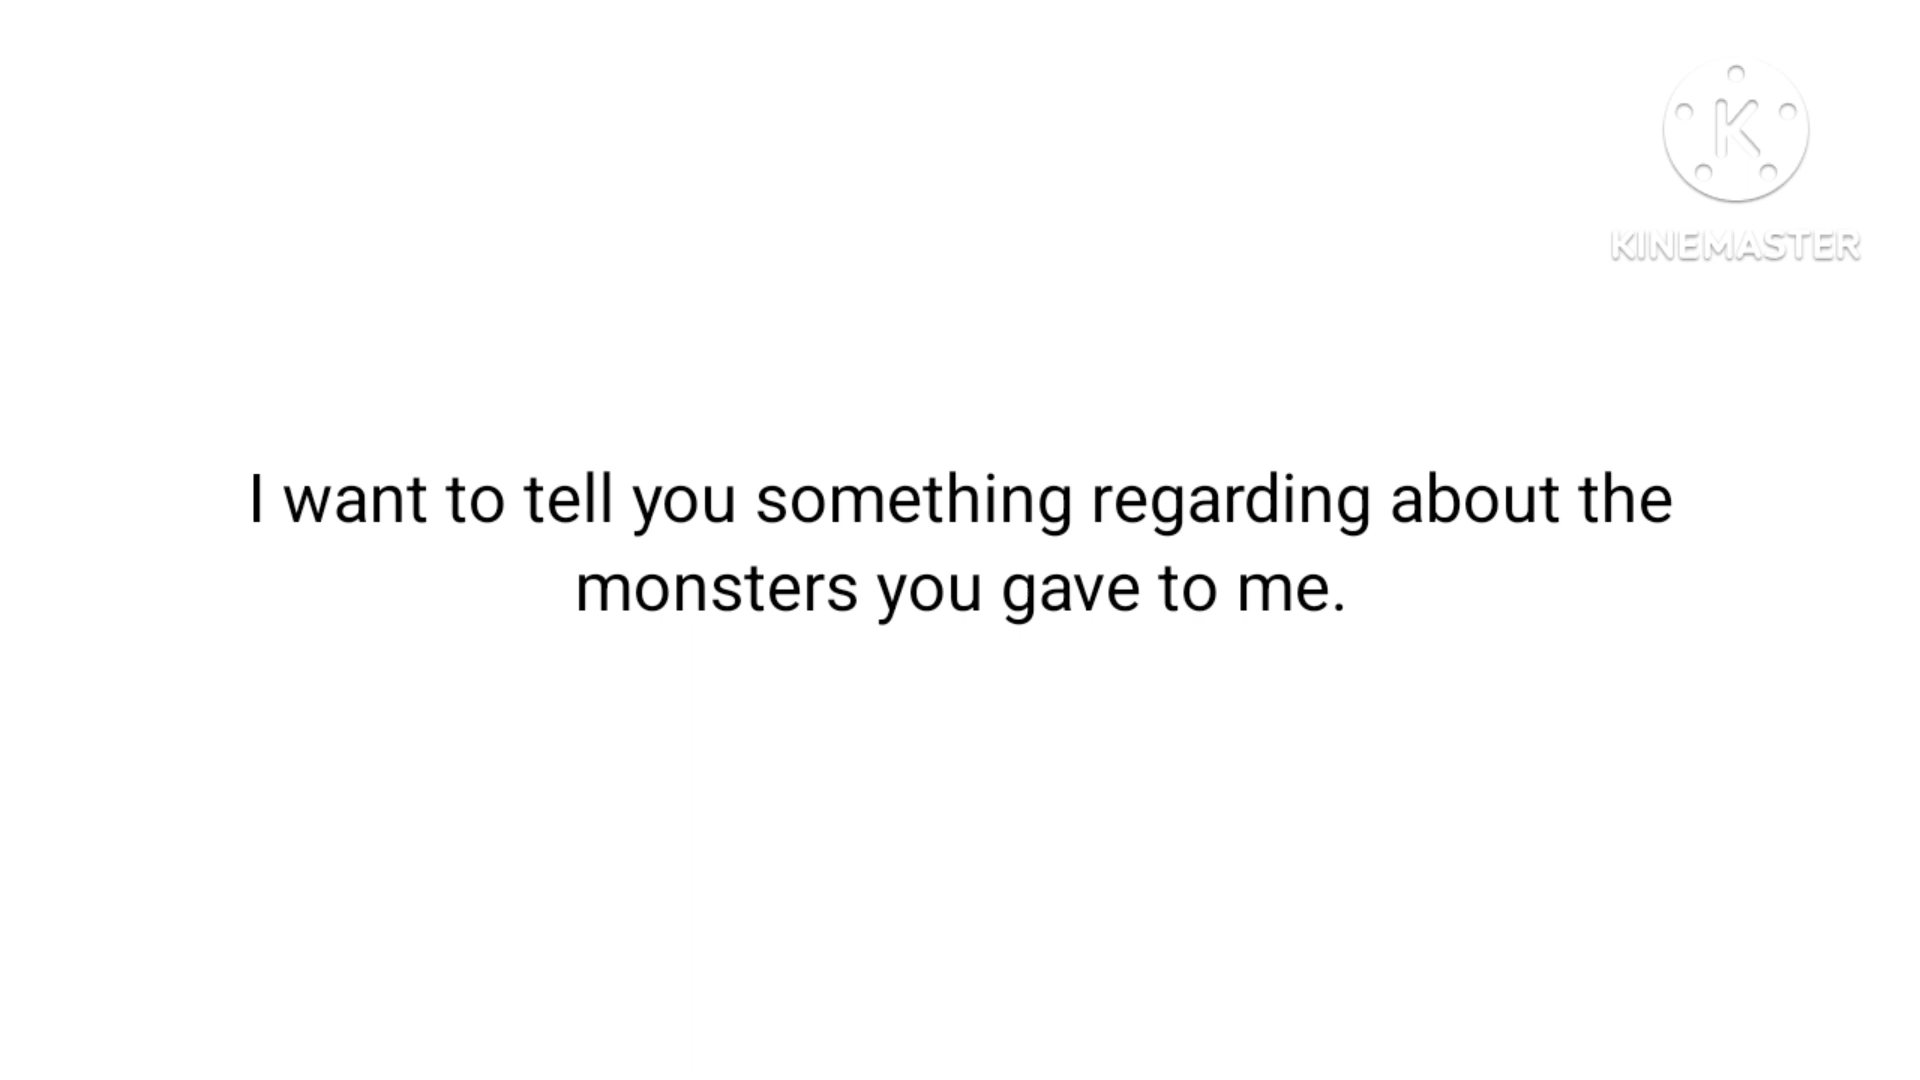 K
KINEMASTER
I want to tell you something regarding about the
monsters you gave to me.